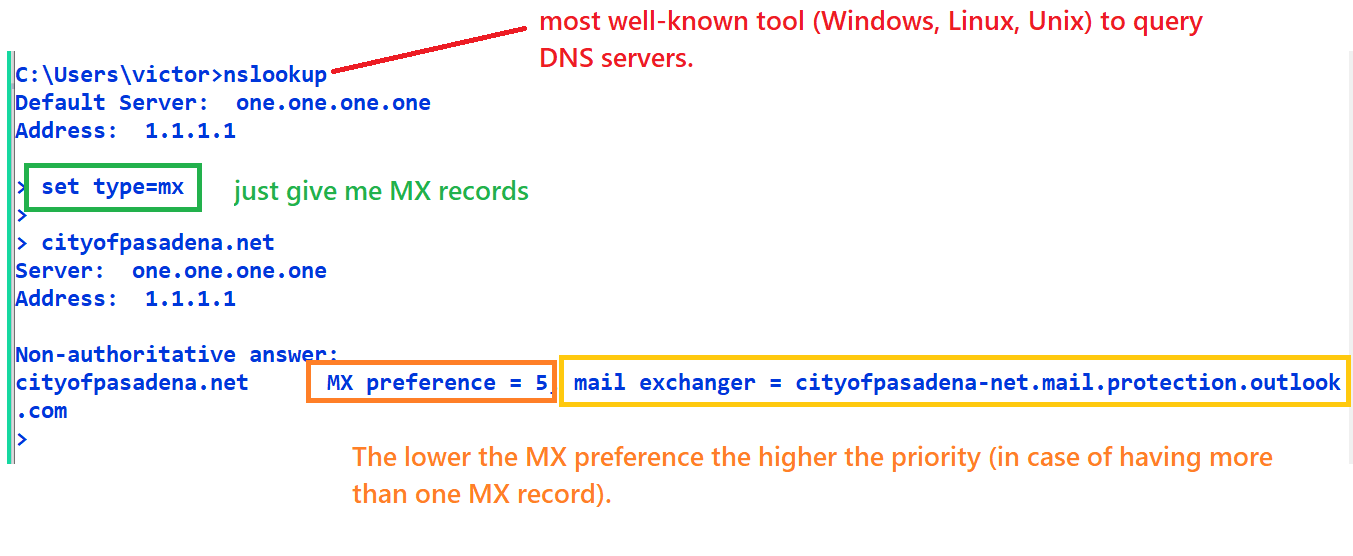 most well-known tool (Windows, Linux, Unix) to query
DNS servers.
C:\Users\victor>nslookup
Default Server:  one.one.one.one
Address:  1.1.1.1
> set type=mx
just give me MX records
>
> cityofpasadena.net
Server:  one.one.one.one
Address:  1.1.1.1
Non-authoritative answer:
cityofpasadena.net      MX preference = 5, mail exchanger = cityofpasadena-net.mail.protection.outlook
.com
>
The lower the MX preference the higher the priority (in case of having more
than one MX record).